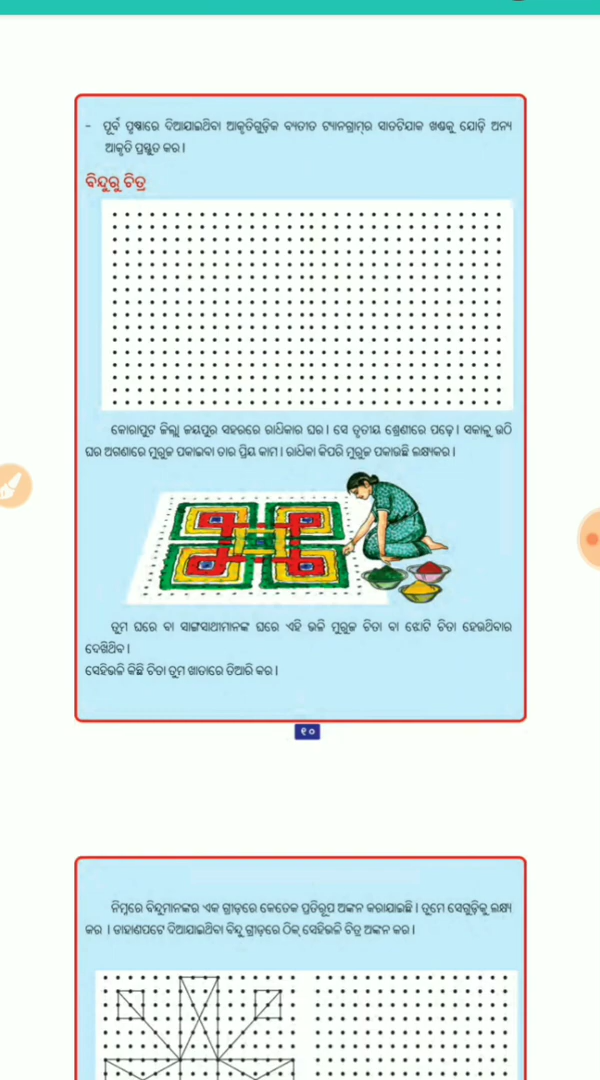 - ପୂର୍ବ ପୃଷ୍ଠାରେ ଦିଆଯାଇଥିବା ଆକୃତିଗୁଡ଼ିକ ବ୍ୟତୀତ ଟ୍ୟାନଗ୍ରାମ୍‌ର ସାତଟିଯାକ ଖଣ୍ଡକୁ ଯୋଡ଼ି ଅନ୍ୟ
ଆକୃତି ପ୍ରସ୍ତୁତ କର।
ବିନ୍ଦୁରୁ ଚିତ୍ର
କୋରାପୁଟ ଜିଲ୍ଲା ଜୟପୁର ସହରରେ ରାଧିକାର ଘର। ସେ ତୃତୀୟ ଶ୍ରେଣୀରେ ପଢ଼େ। ସକାଳୁ ଉଠି
ଘର ଅଗଣାରେ ମୁରୁଜ ପକାଇବା ତାର ପ୍ରିୟ କାମ। ରାଧିକା କିପରି ମୁରୁଜ ପକାଉଛି ଲକ୍ଷ୍ୟକର।
ତୁମ ଘରେ ବା ସାଙ୍ଗସାଥୀମାନଙ୍କ ଘରେ ଏହି ଭଳି ମୁରୁଜ ଚିତା ବା ଝୋଟି ଚିତା ହେଉଥିବାର
ଦେଖିଥିବ।
ସେହିଭଳି କିଛି ଚିତା ତୁମ ଖାତାରେ ତିଆରି କର।
୧୦
ନିମ୍ନରେ ବିନ୍ଦୁମାନଙ୍କର ଏକ ଗ୍ରୀଡ଼ରେ କେତେକ ପ୍ରତିରୂପ ଅଙ୍କନ କରାଯାଇଛି। ତୁମେ ସେଗୁଡ଼ିକୁ ଲକ୍ଷ୍ୟ
କର । ଡାହାଣପଟେ ଦିଆଯାଇଥିବା ବିନ୍ଦୁ ଗ୍ରୀଡ଼ରେ ଠିକ୍ ସେହିଭଳି ଚିତ୍ର ଅଙ୍କନ କର।